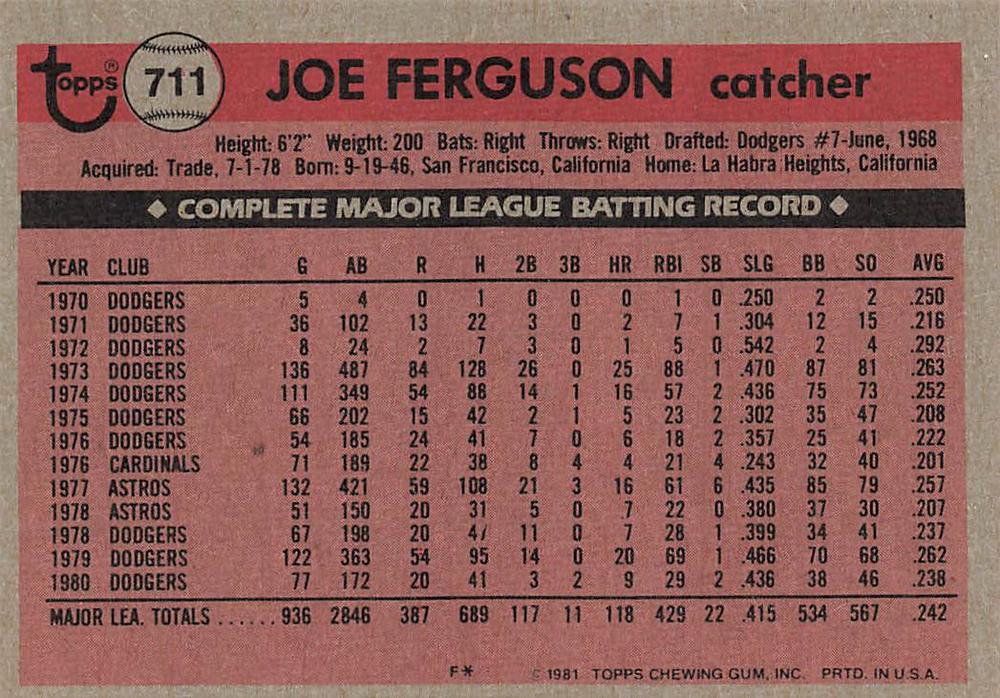 topps® 711 JOE FERGUSON catcher
Height: 6'2" Weight: 200 Bats: Right Throws: Right Drafted: Dodgers #7-June, 1968
Acquired: Trade, 7-1-78 Born: 9-19-46, San Francisco, California Home: La Habra Heights, California
◆ COMPLETE MAJOR LEAGUE BATTING RECORD ◆
YEAR CLUB G AB R H 2B 3B HR RBI SB SLG BB SO AVG
1970 DODGERS 5 4 0 1 0 0 0 1 0 .250 2 2 .250
1971 DODGERS 36 102 13 22 3 0 2 7 1 .304 12 15 .216
1972 DODGERS 8 24 2 7 3 0 1 5 0 .542 2 4 .292
1973 DODGERS 136 487 84 128 26 0 25 88 1 .470 87 81 .263
1974 DODGERS 111 349 54 88 14 1 16 57 2 .436 75 73 .252
1975 DODGERS 66 202 15 42 2 1 5 23 2 .302 35 47 .208
1976 DODGERS 54 185 24 41 7 0 6 18 2 .357 25 41 .222
1976 CARDINALS 71 189 22 38 8 4 4 21 4 .243 32 40 .201
1977 ASTROS 132 421 59 108 21 3 16 61 6 .435 85 79 .257
1978 ASTROS 51 150 20 31 5 0 7 22 0 .380 37 30 .207
1978 DODGERS 67 198 20 47 11 0 7 28 1 .399 34 41 .237
1979 DODGERS 122 363 54 95 14 0 20 69 1 .466 70 68 .262
1980 DODGERS 77 172 20 41 3 2 9 29 2 .436 38 46 .238
MAJOR LEA. TOTALS ......936 2846 387 689 117 11 118 429 22 .415 534 567 .242
F* © 1981 TOPPS CHEWING GUM, INC. PRTD. IN U.S.A.